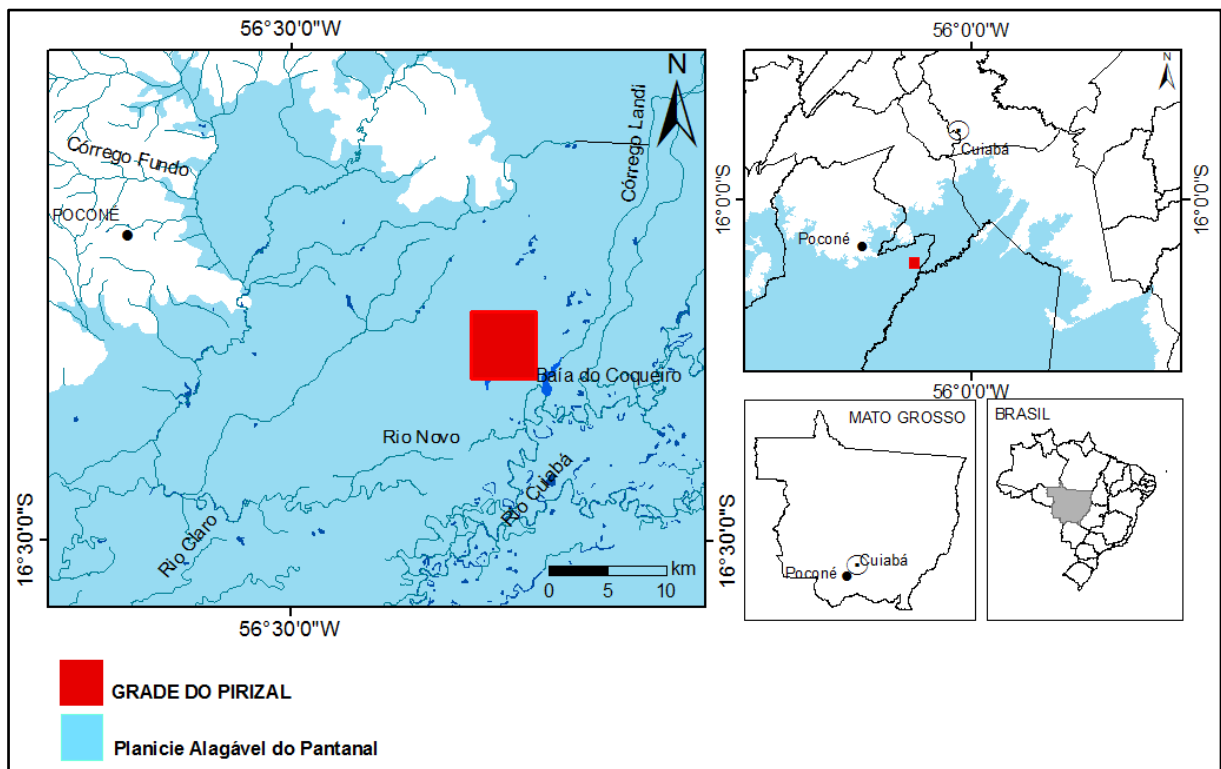 56°30'0"W
56°0'0"W
N
N
Córrego Landi
Córrego Fundo
POCONÉ
Cuiabá
16°0'0"S
16°0'0"S
Poconé
Baía do Coqueiro
Rio Novo
Rio Cuiabá
Rio Claro
16°30'0"S
16°30'0"S
km
0 5 10
56°30'0"W
56°0'0"W
MATO GROSSO
BRASIL
Cuiabá
Poconé
GRADE DO PIRIZAL
Planicie Alagável do Pantanal